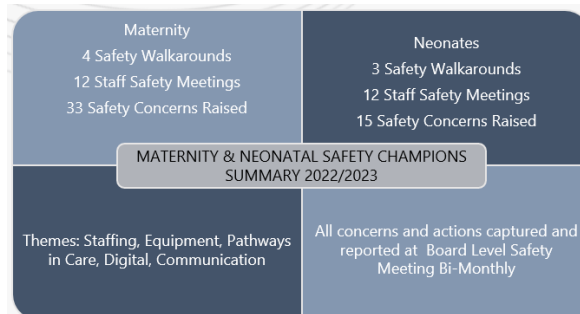 Maternity
4 Safety Walkarounds
12 Staff Safety Meetings
33 Safety Concerns Raised
Neonates
3 Safety Walkarounds
12 Staff Safety Meetings
15 Safety Concerns Raised
MATERNITY & NEONATAL SAFETY CHAMPIONS
SUMMARY 2022/2023
Themes: Staffing, Equipment, Pathways
in Care, Digital, Communication
All concerns and actions captured and
reported at Board Level Safety
Meeting Bi-Monthly